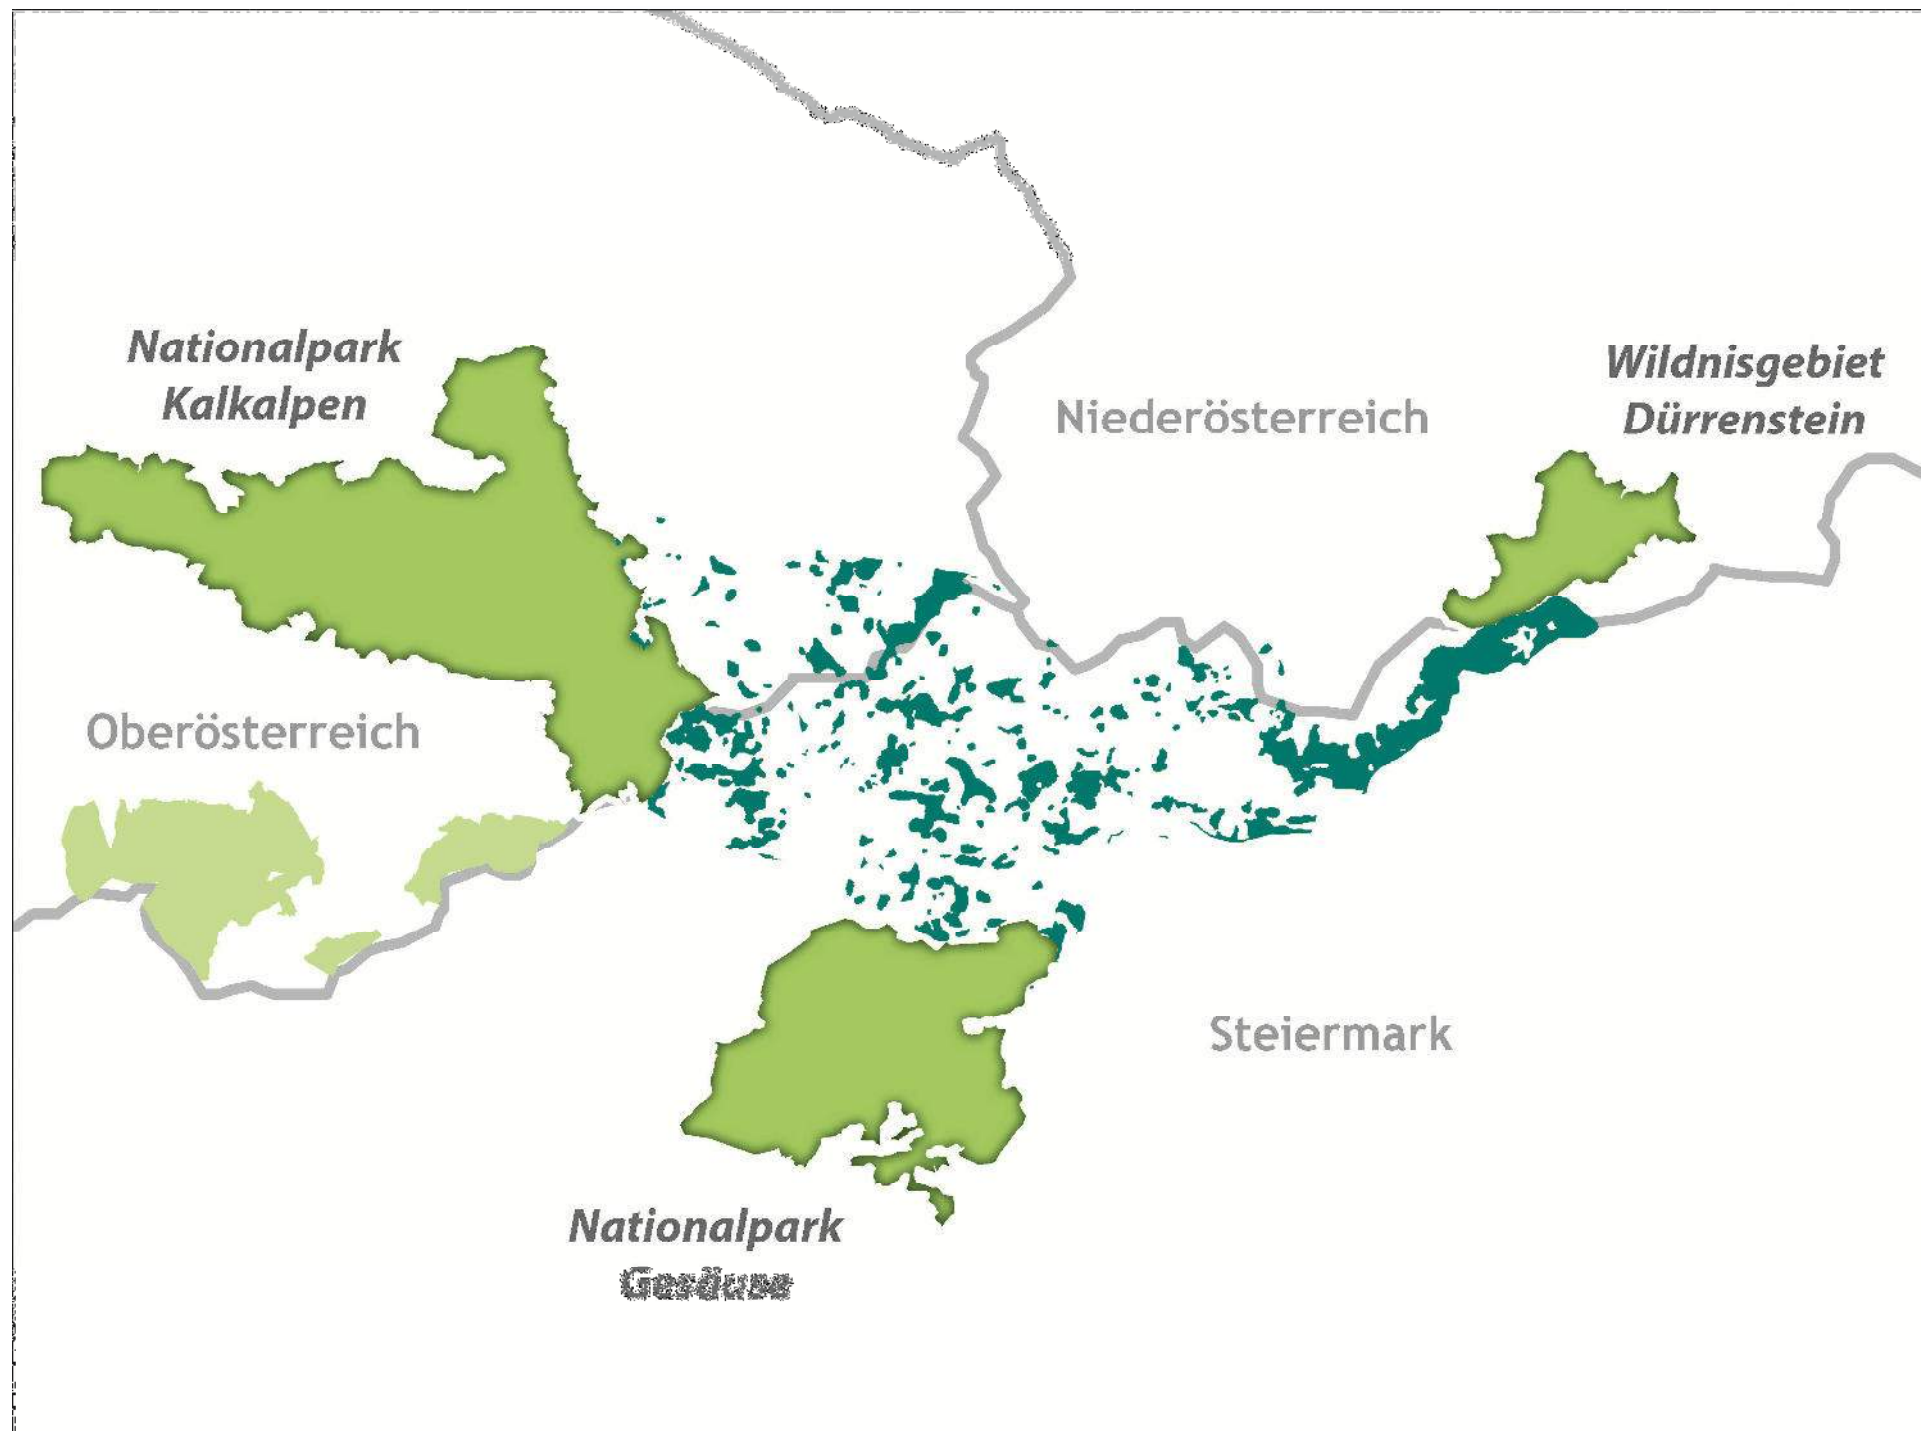 Nationalpark
Kalkalpen
Wildnisgebiet
Dürrenstein
Niederösterreich
Oberösterreich
Steiermark
Nationalpark
Gesäuse